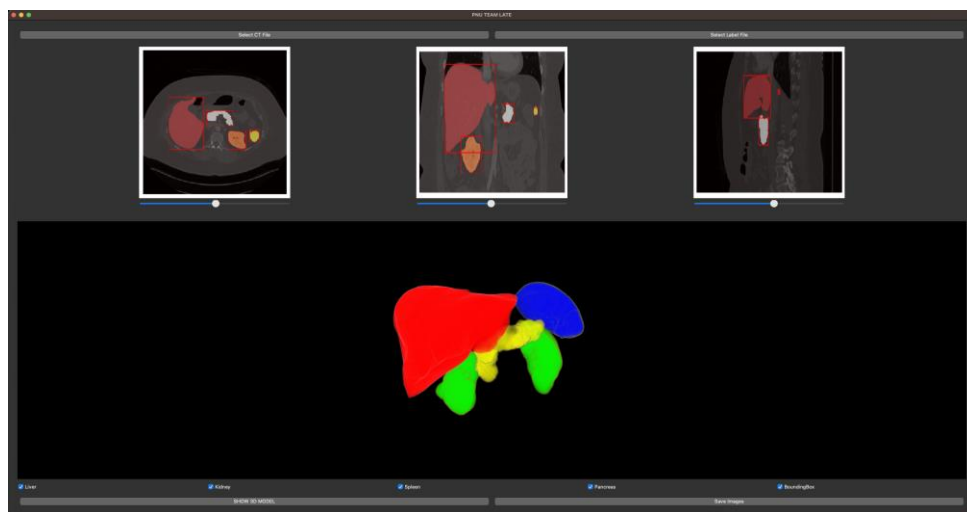 PNU TEAM LATE
Select CT File
Select Label File
Liver
Kidney
Spleen
Pancreas
BoundingBox
SHOW 3D MODEL
Save Images